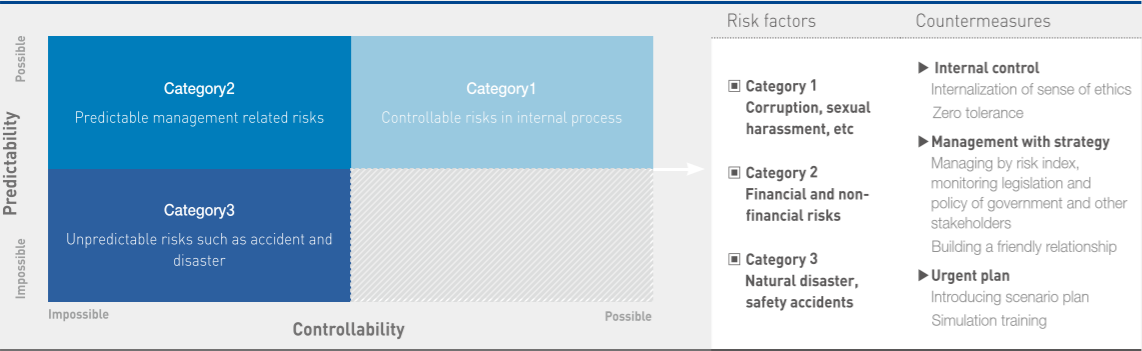 Predictability
Possible
Impossible
Category2
Predictable management related risks
Category1
Controllable risks in internal process
Category3
Unpredictable risks such as accident and
disaster
Impossible
Controllability
Possible
Risk factors
Category 1
Corruption, sexual
harassment, etc
Category 2
Financial and non-
financial risks
Category 3
Natural disaster,
safety accidents
Countermeasures
Internal control
Internalization of sense of ethics
Zero tolerance
Management with strategy
Managing by risk index,
monitoring legislation and
policy of government and other
stakeholders
Building a friendly relationship
Urgent plan
Introducing scenario plan
Simulation training